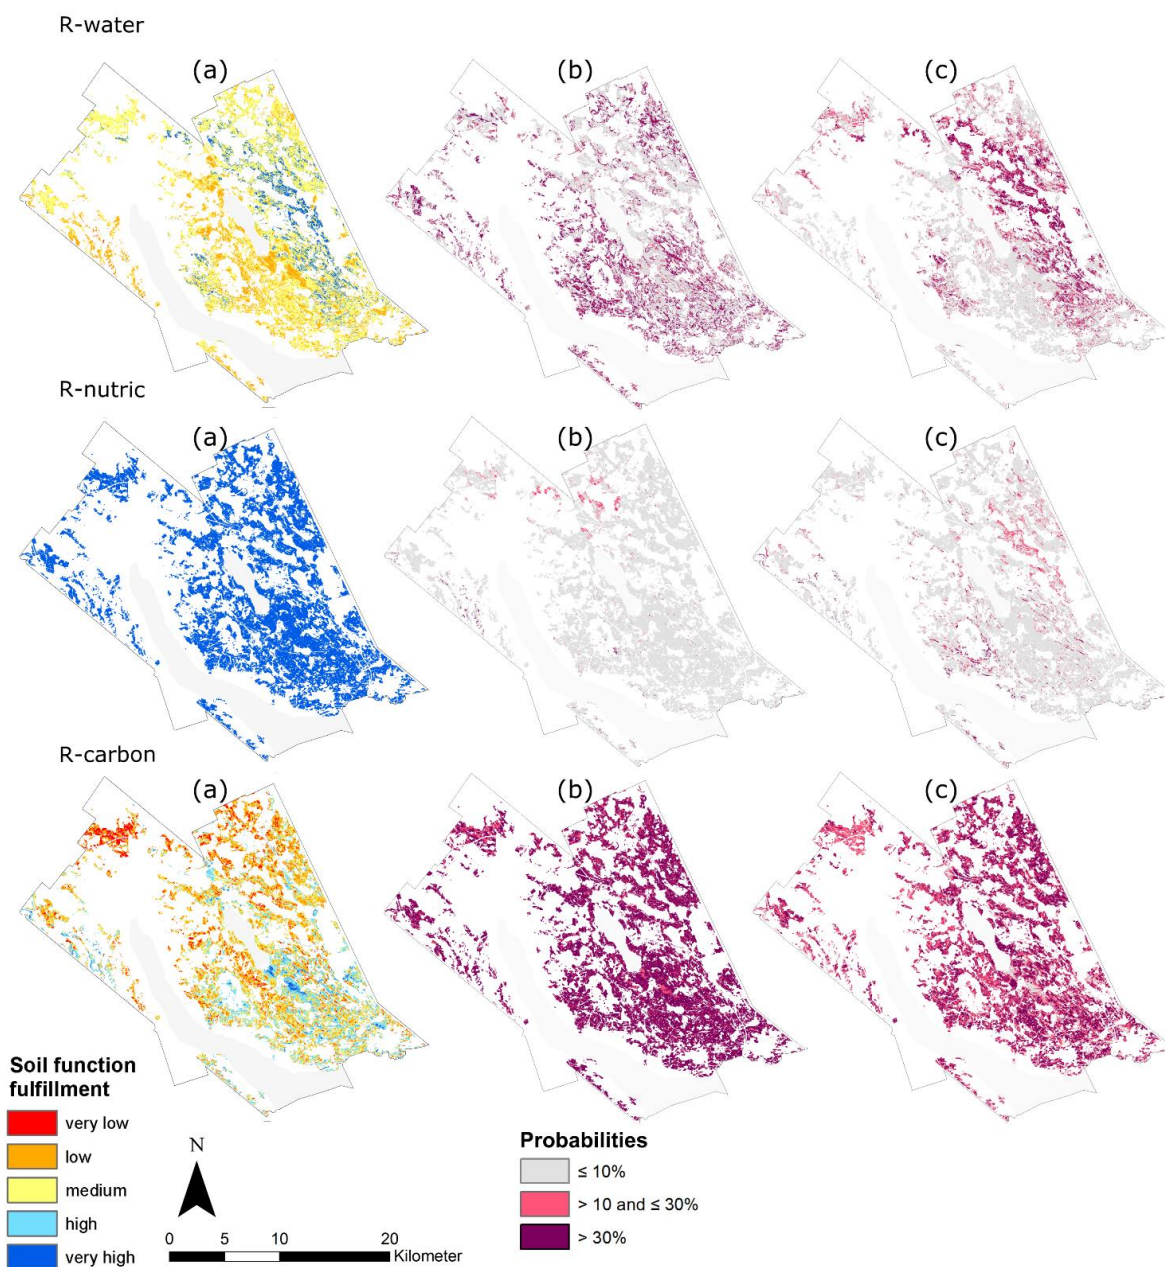 R-water
(a) (b) (c)
R-nutric
(a) (b) (c)
R-carbon
(a) (b) (c)
Soil function
fulfillment
very low
low
medium
high
very high
N
0 5 10 20
Kilometer
Probabilities
≤ 10%
> 10 and ≤ 30%
> 30%